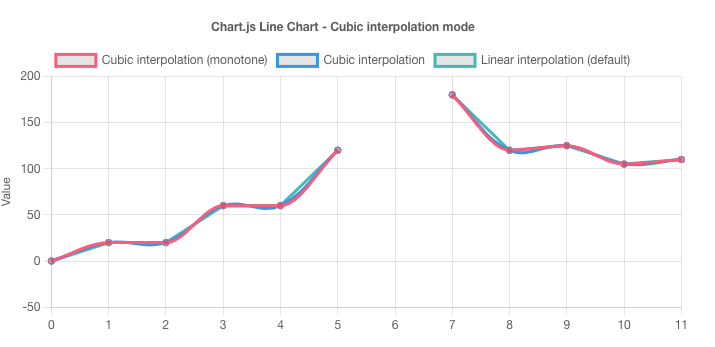 Chart.js Line Chart - Cubic interpolation mode
Cubic interpolation (monotone) Cubic interpolation Linear interpolation (default)
200
150
100
50
0
-50
Value
0 1 2 3 4 5 6 7 8 9 10 11